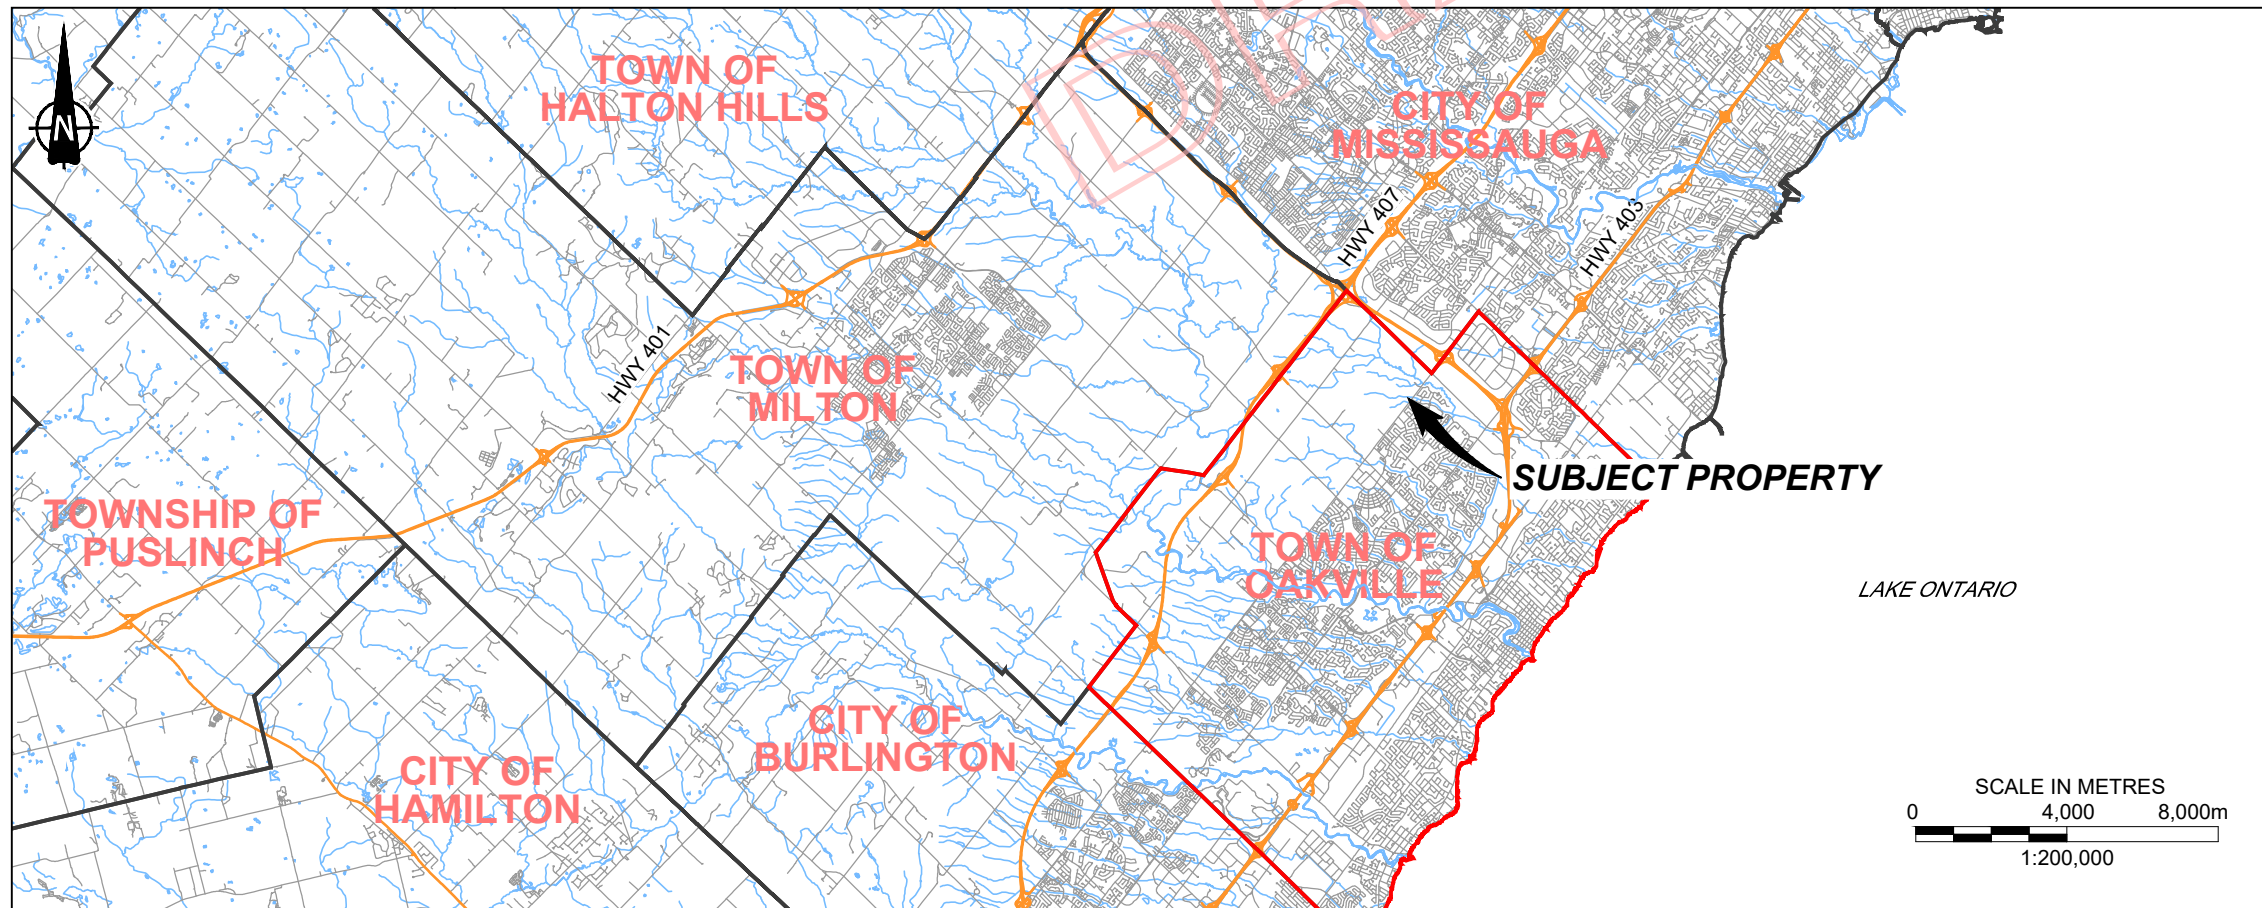 DR
TOWN OF
HALTON HILLS
CITY OF
MISSISSAUGA
N
HWY 407
HWY 403
HWY 401
TOWN OF
MILTON
SUBJECT PROPERTY
TOWNSHIP OF
PUSLINCH
TOWN OF
OAKVILLE
LAKE ONTARIO
CITY OF
BURLINGTON
CITY OF
HAMILTON
SCALE IN METRES
0 4,000 8,000m
1:200,000